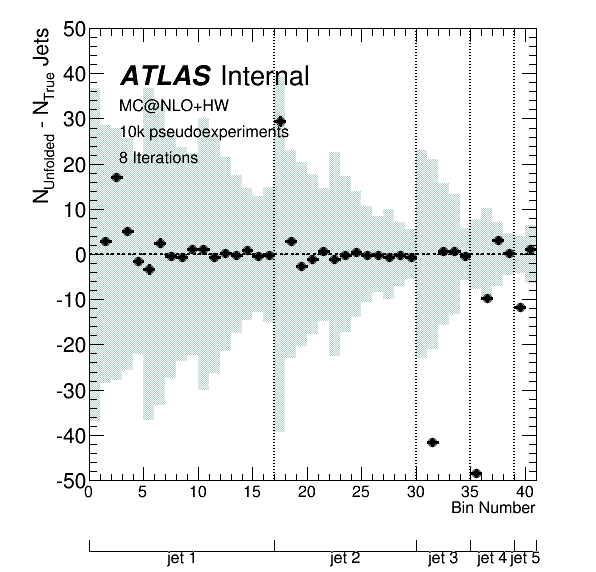 N_Unfolded - N_True Jets
50
40
30
20
10
0
-10
-20
-30
-40
-50
ATLAS Internal
MC@NLO+HW
10k pseudoexperiments
8 Iterations
0 5 10 15 20 25 30 35 40
Bin Number
jet 1 jet 2 jet 3 jet 4 jet 5